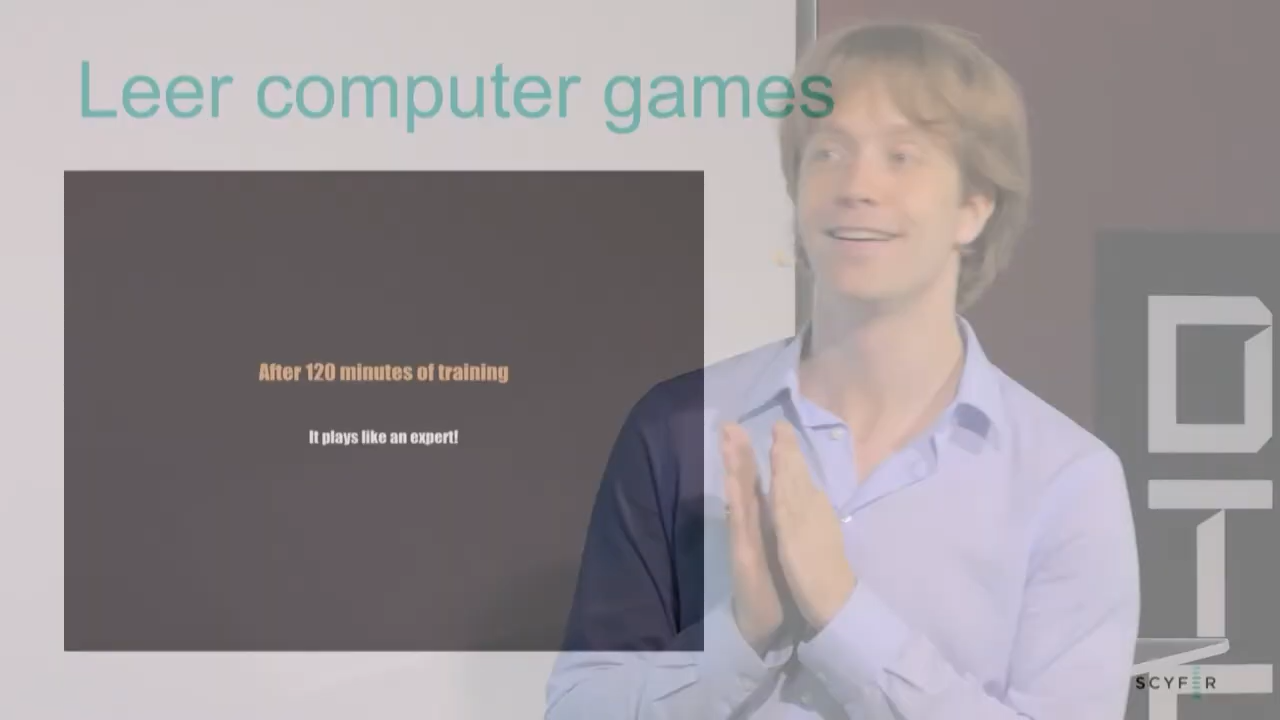 Leer computer games
After 120 minutes of training
It plays like an expert!
SCYFER